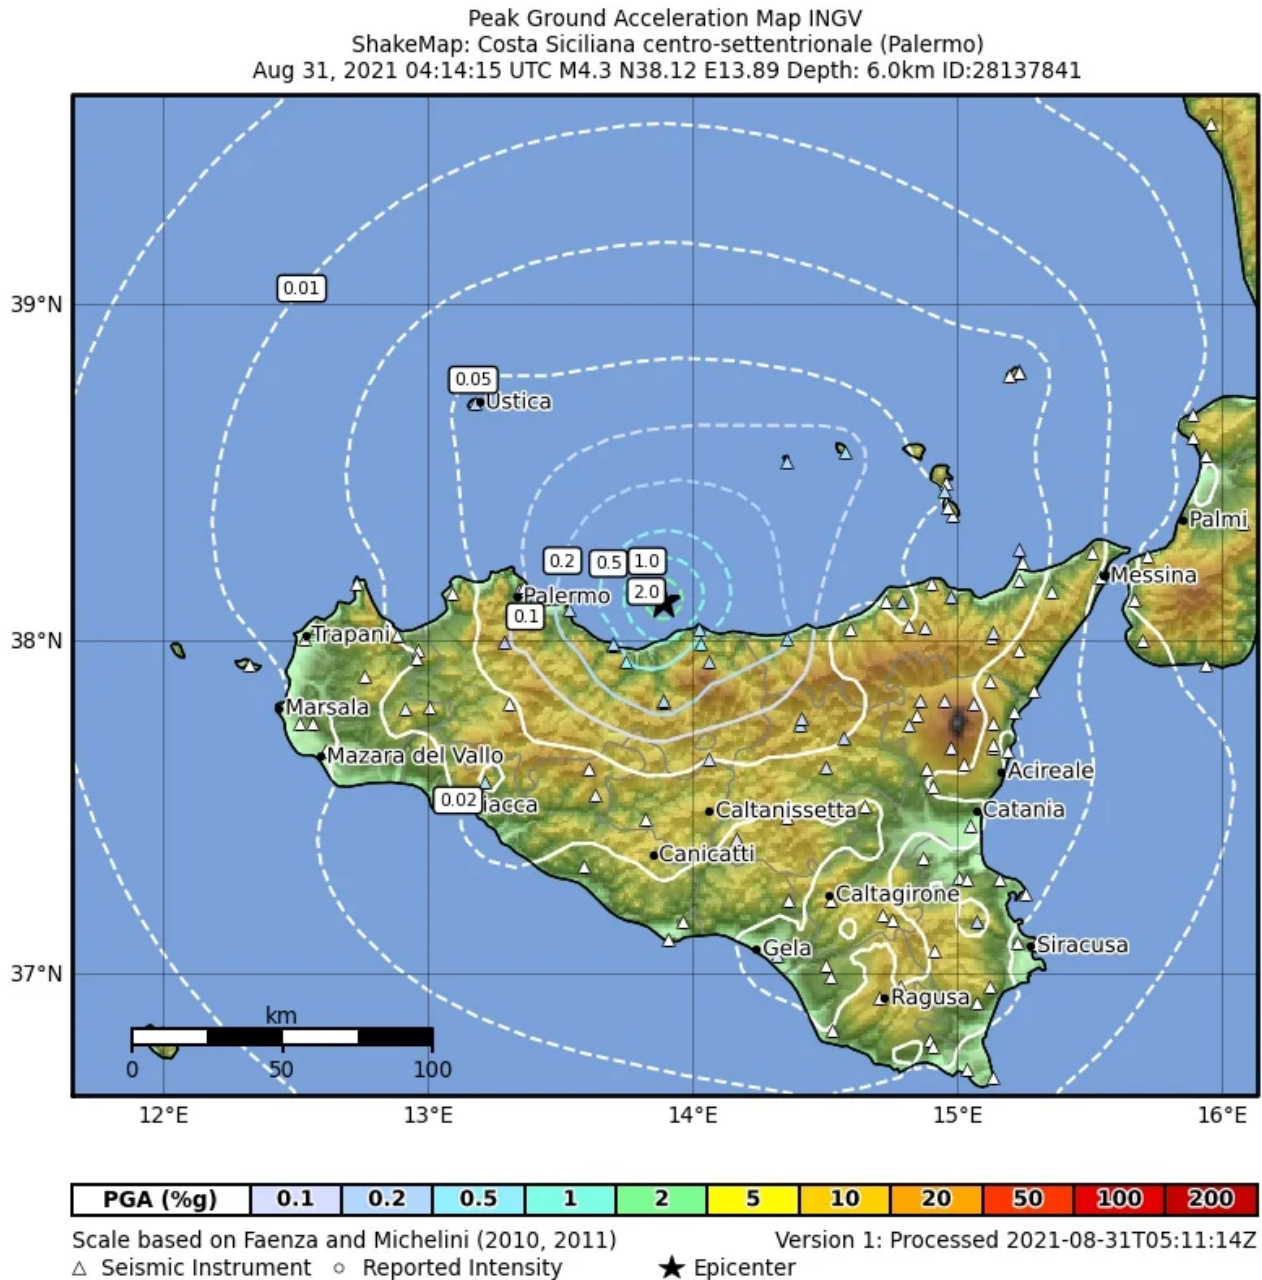 Peak Ground Acceleration Map INGV
ShakeMap: Costa Siciliana centro-settentrionale (Palermo)
Aug 31, 2021 04:14:15 UTC M4.3 N38.12 E13.89 Depth: 6.0km ID:28137841
0.01
39°N
0.05
Ustica
Palmi
0.2
0.5
1.0
Messina
2.0
Palermo
0.1
Trapani
38°N
Marsala
Mazara del Vallo
Acireale
0.02
iacca
Caltanissetta
Catania
Canicatti
Caltagirone
Gela
Siracusa
37°N
Ragusa
km
0 50 100
12°E 13°E 14°E 15°E 16°E
PGA (%g) 0.1 0.2 0.5 1 2 5 10 20 50 100 200
Scale based on Faenza and Michelini (2010, 2011) Version 1: Processed 2021-08-31T05:11:14Z
△ Seismic Instrument ○ Reported Intensity ★ Epicenter